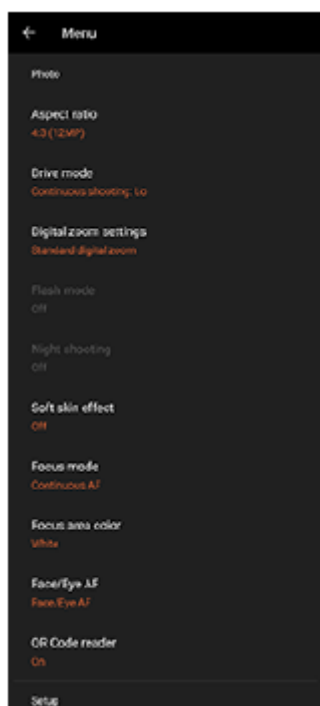 Menu
Photo
Aspect ratio
4:3 (12MP)
Drive mode
Continuous shooting: Lo
Digital zoom settings
Standard digital zoom
Flash mode
Off
Night shooting
Off
Soft skin effect
Off
Focus mode
Continuous AF
Focus area color
White
Face/Eye AF
Face/Eye AF
QR Code reader
On
Setup